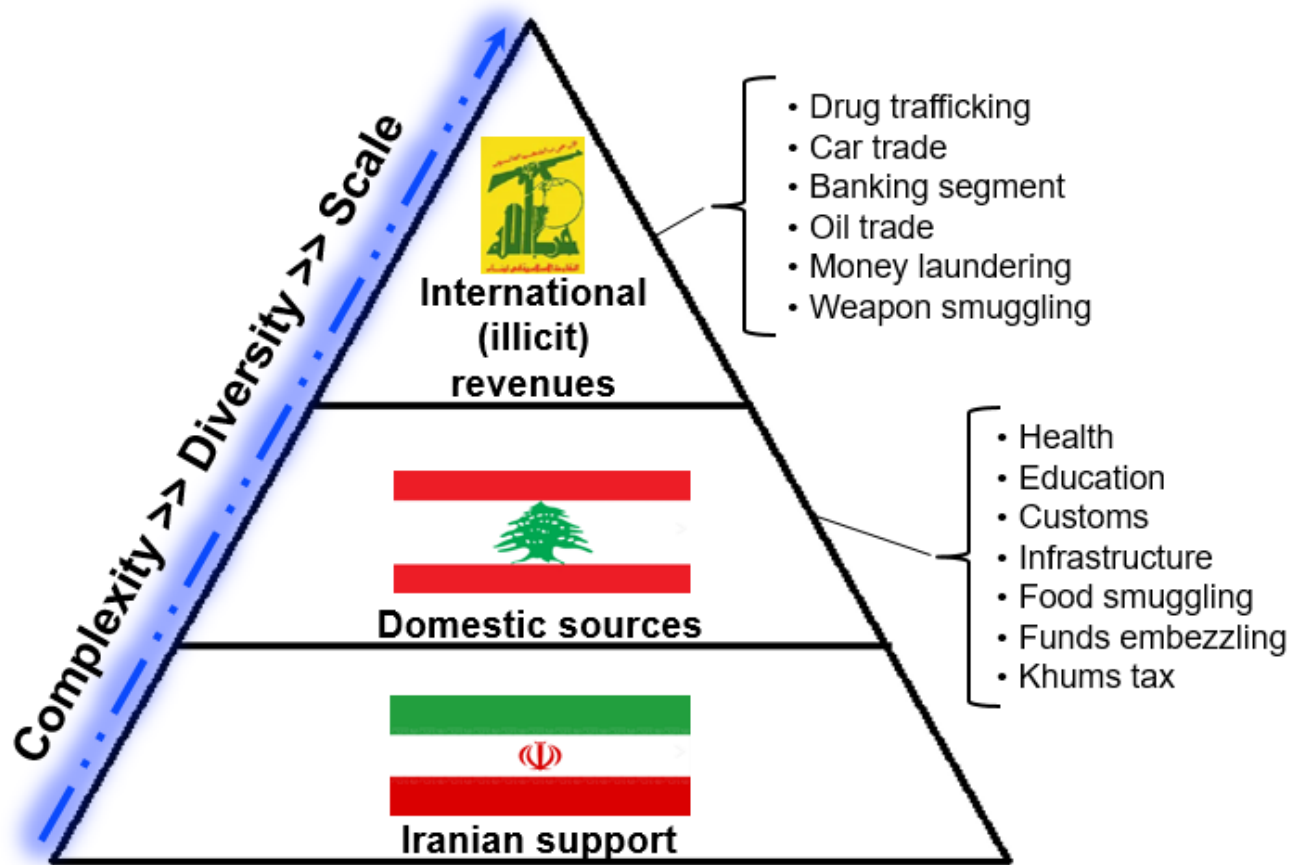 Complexity >> Diversity >> Scale
International
(illicit)
revenues
• Drug trafficking
• Car trade
• Banking segment
• Oil trade
• Money laundering
• Weapon smuggling
Domestic sources
• Health
• Education
• Customs
• Infrastructure
• Food smuggling
• Funds embezzling
• Khums tax
Iranian support